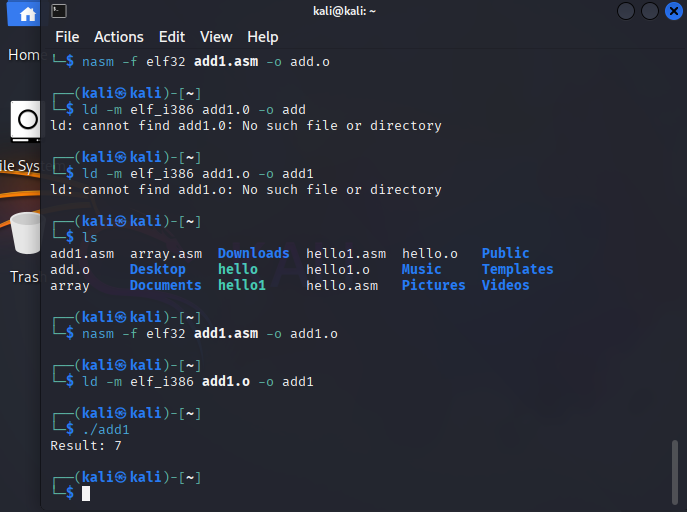 kali@kali: ~
File Actions Edit View Help
Home
ile Sys
Tras
└─$ nasm -f elf32 add1.asm -o add.o
┌──(kali㉿kali)-[~]
└─$ ld -m elf_i386 add1.0 -o add
ld: cannot find add1.0: No such file or directory
┌──(kali㉿kali)-[~]
└─$ ld -m elf_i386 add1.o -o add1
ld: cannot find add1.o: No such file or directory
┌──(kali㉿kali)-[~]
└─$ ls
add1.asm array.asm Downloads hello1.asm hello.o Public
add.o Desktop hello hello1.o Music Templates
array Documents hello1 hello.asm Pictures Videos
┌──(kali㉿kali)-[~]
└─$ nasm -f elf32 add1.asm -o add1.o
┌──(kali㉿kali)-[~]
└─$ ld -m elf_i386 add1.o -o add1
┌──(kali㉿kali)-[~]
└─$ ./add1
Result: 7
┌──(kali㉿kali)-[~]
└─$